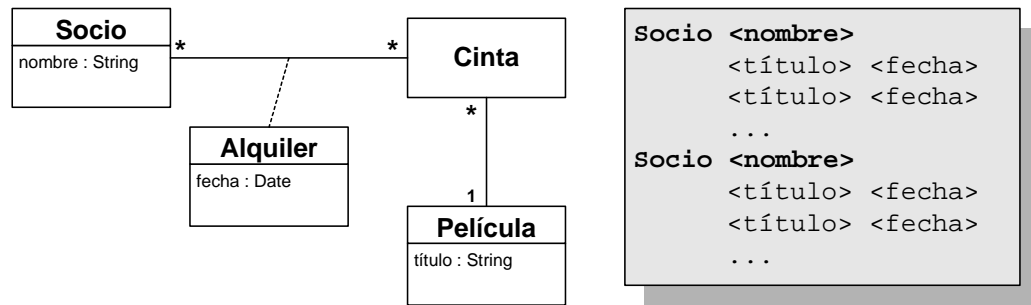 Socio
nombre : String
*
*
Cinta
*
Alquiler
fecha : Date
1
Película
título : String
Socio <nombre>
<título> <fecha>
<título> <fecha>
...
Socio <nombre>
<título> <fecha>
<título> <fecha>
...